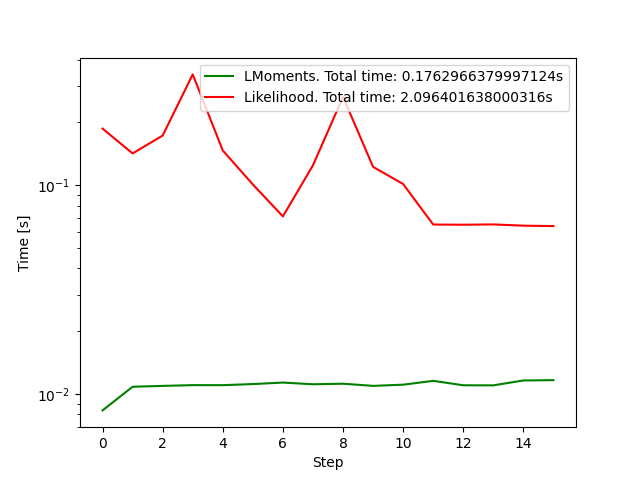 LMoments. Total time: 0.1762966379997124s
Likelihood. Total time: 2.096401638000316s
Time [s]
10⁻¹
10⁻²
0 2 4 6 8 10 12 14
Step